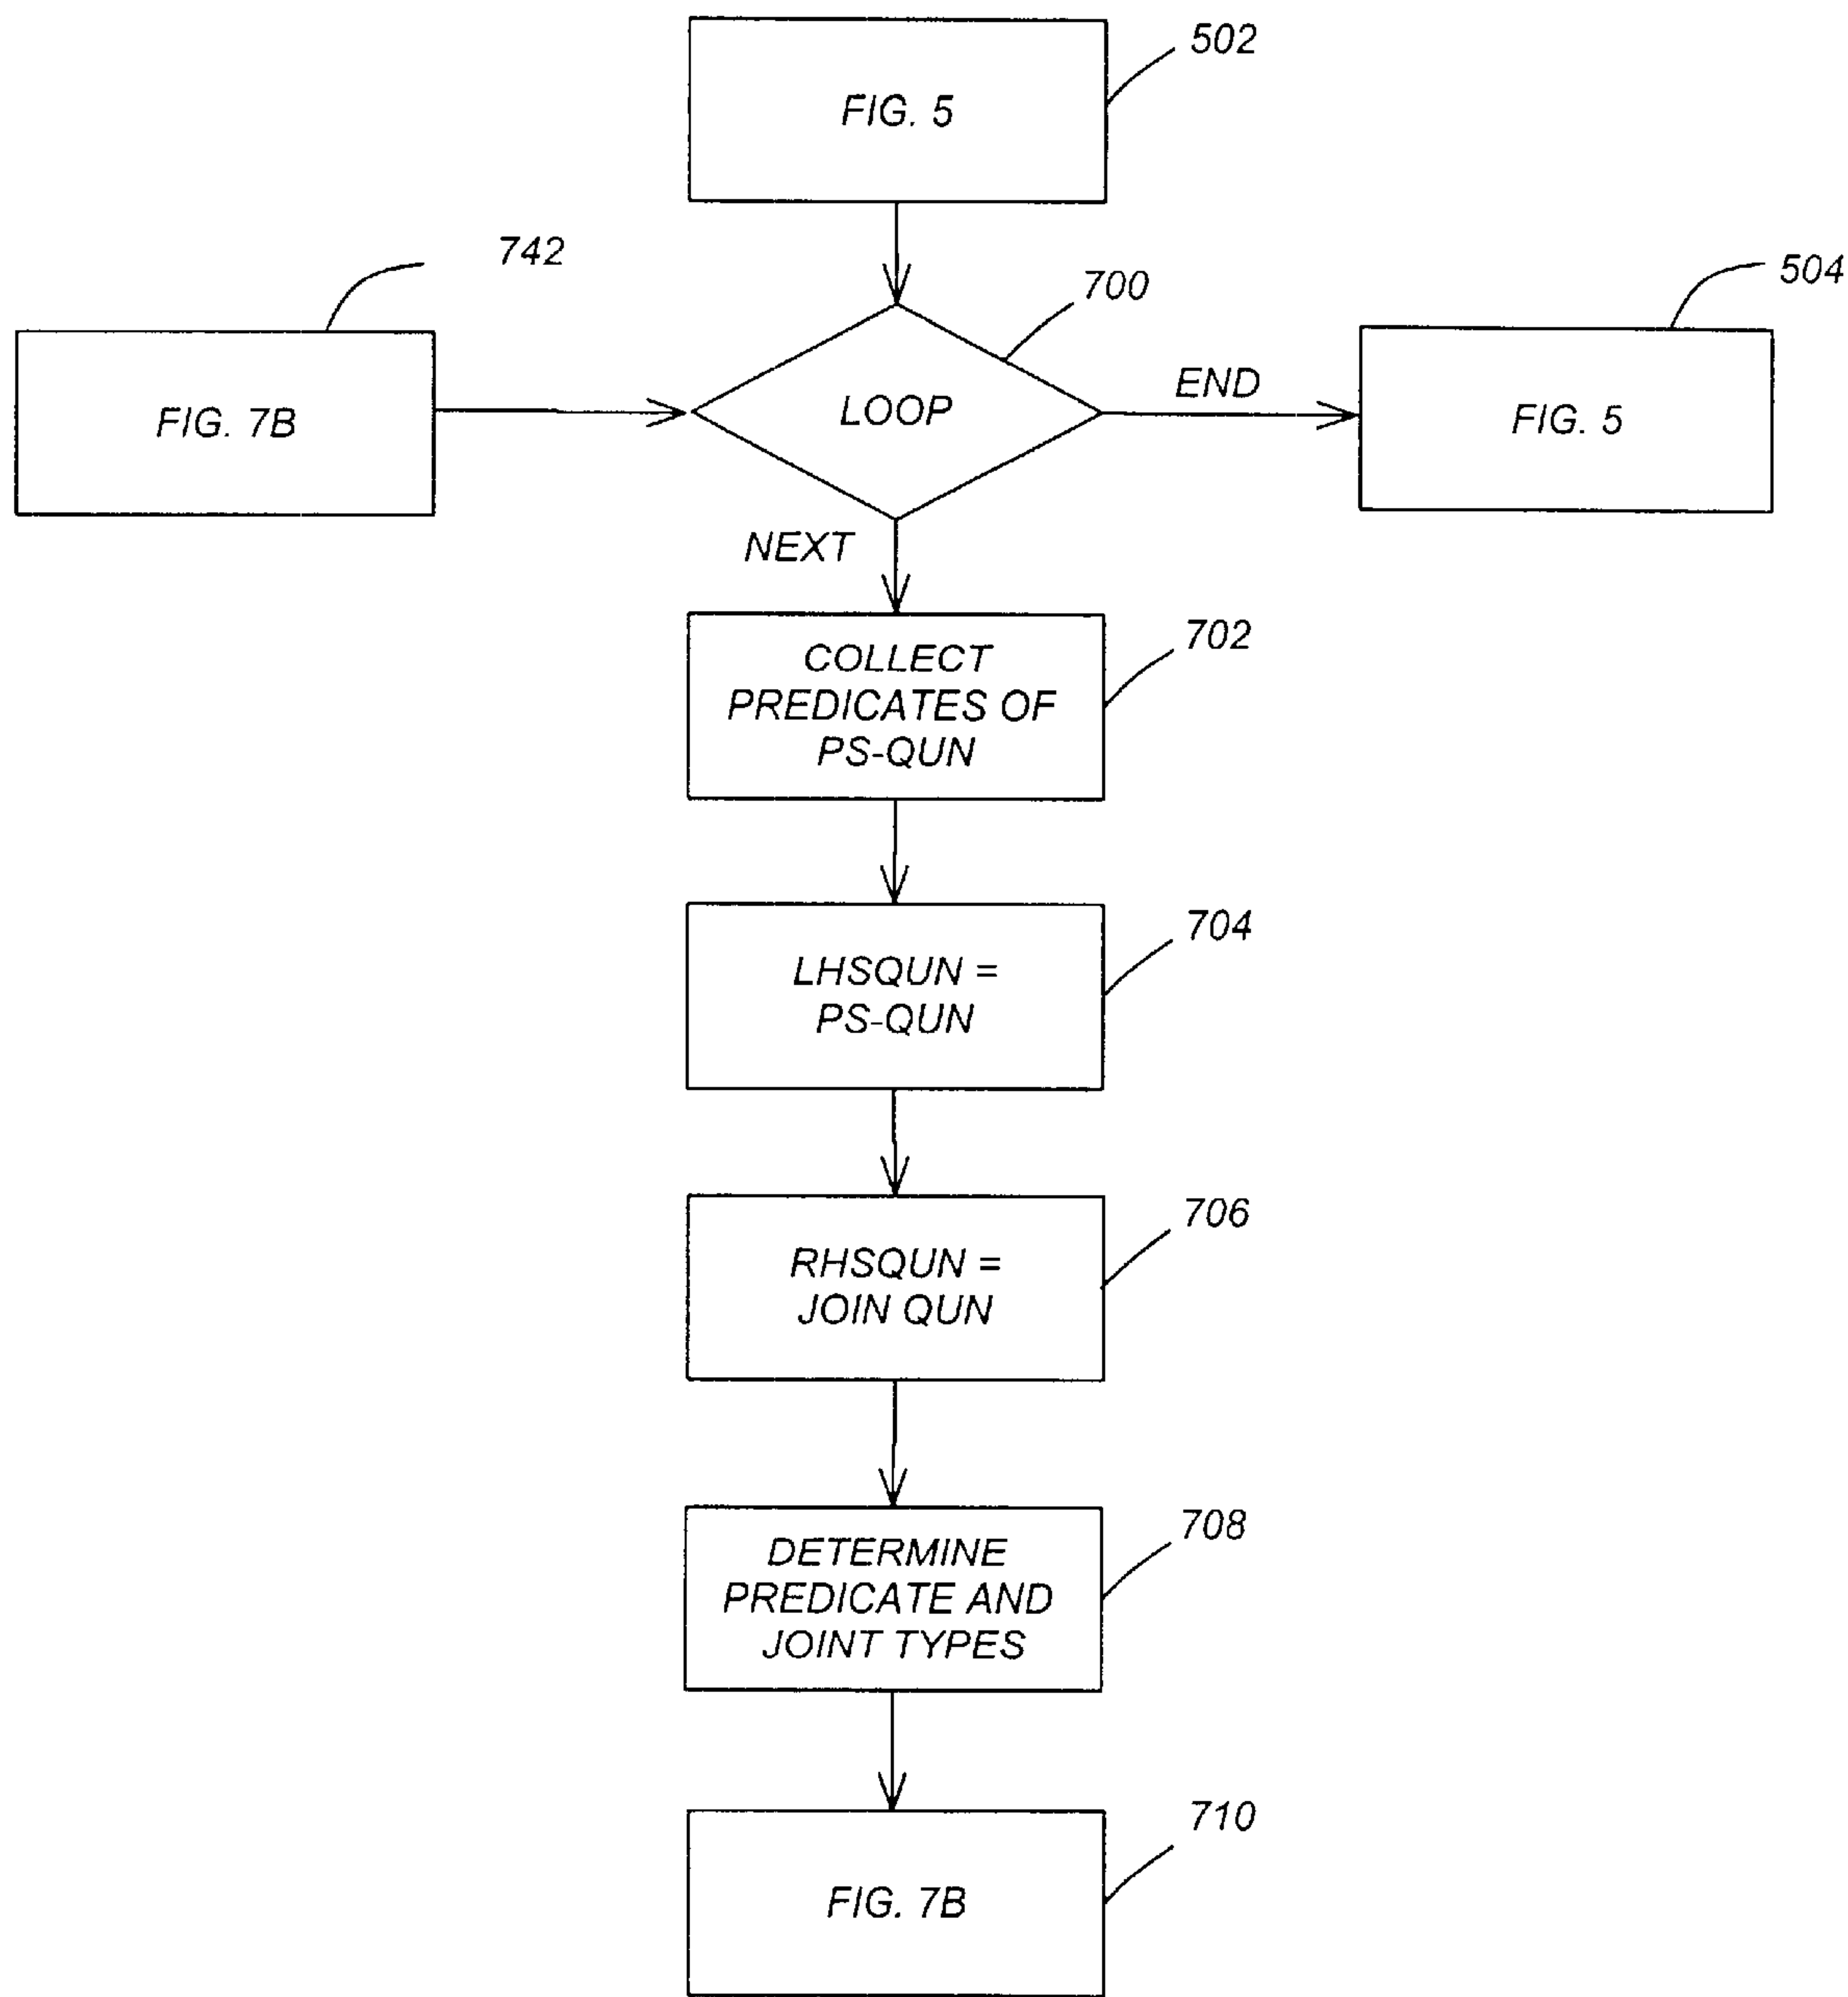 502
FIG. 5
742
700
504
FIG. 7B
LOOP
END
FIG. 5
NEXT
702
COLLECT
PREDICATES OF
PS-QUN
704
LHSQUN =
PS-QUN
706
RHSQUN =
JOIN QUN
708
DETERMINE
PREDICATE AND
JOINT TYPES
710
FIG. 7B